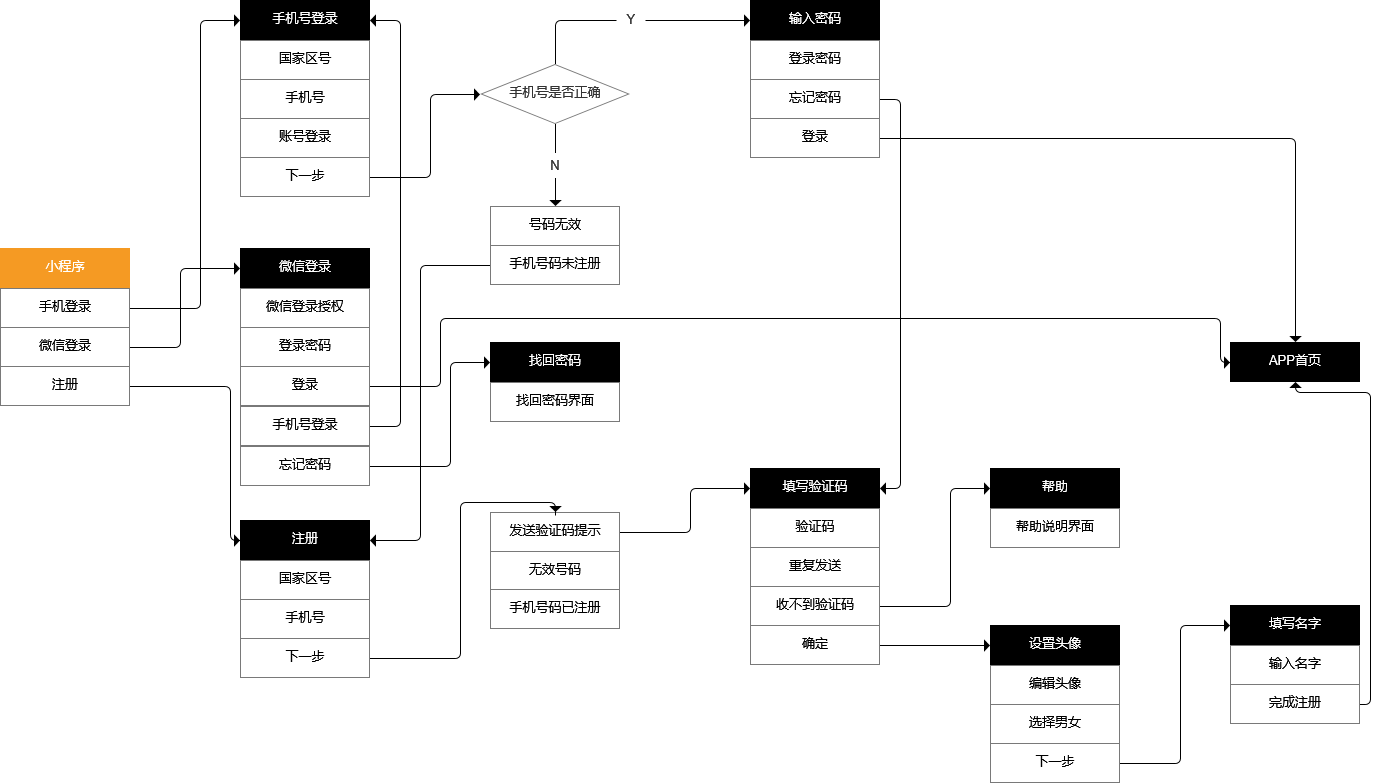 小程序
手机登录
微信登录
注册
手机号登录
国家区号
手机号
账号登录
下一步
微信登录
微信登录授权
登录密码
登录
手机号登录
忘记密码
注册
国家区号
手机号
下一步
手机号是否正确
Y
N
号码无效
手机号码未注册
找回密码
找回密码界面
发送验证码提示
无效号码
手机号码已注册
输入密码
登录密码
忘记密码
登录
填写验证码
验证码
重复发送
收不到验证码
确定
帮助
帮助说明界面
设置头像
编辑头像
选择男女
下一步
APP首页
填写名字
输入名字
完成注册